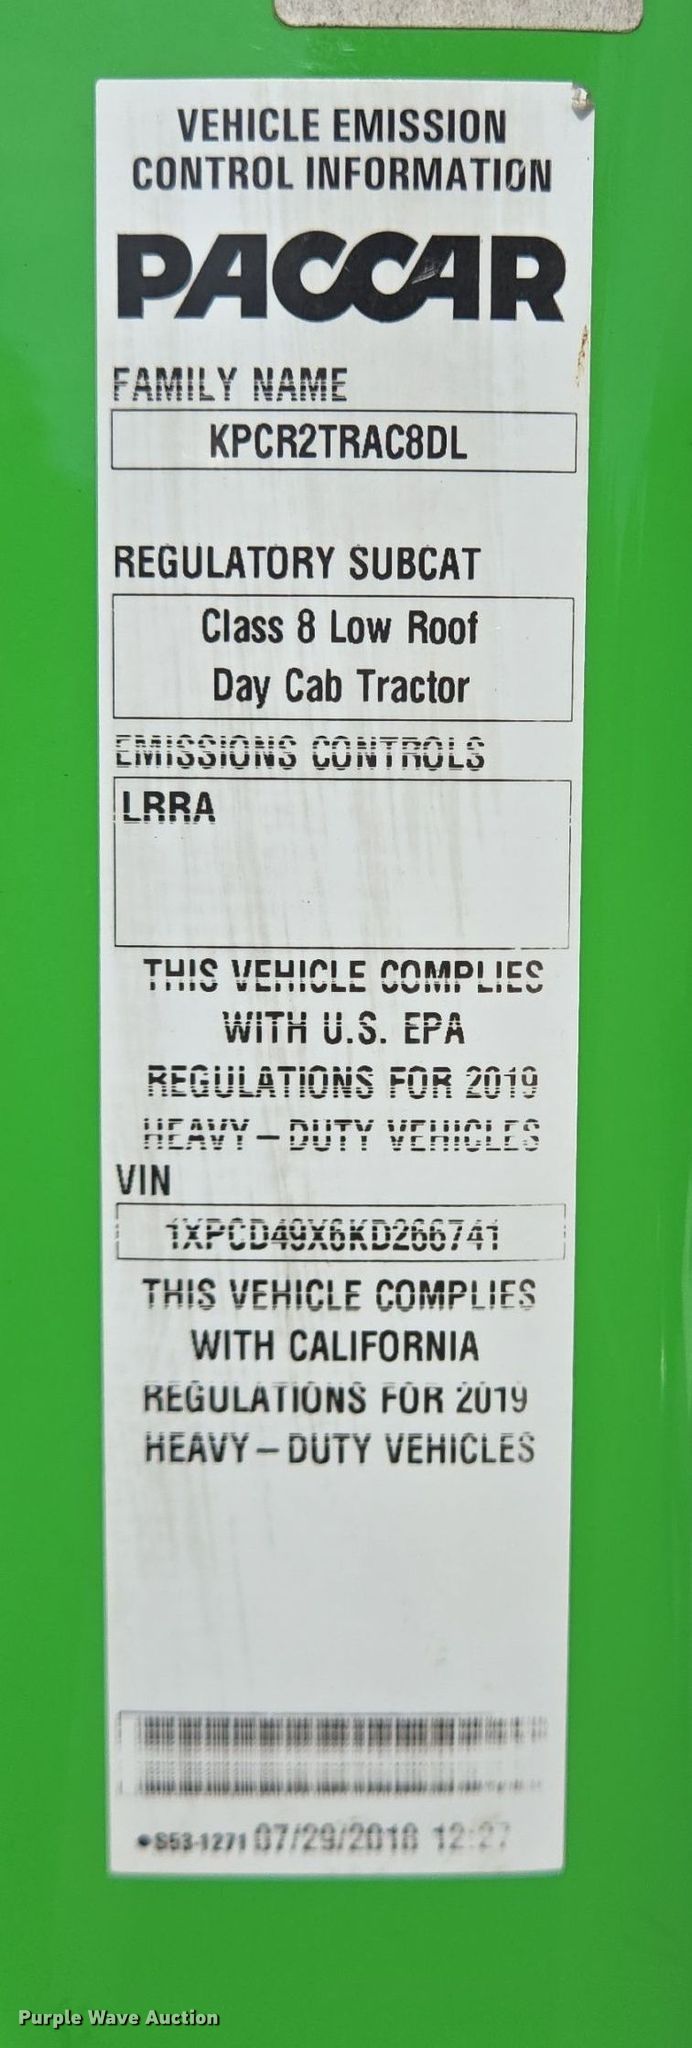 VEHICLE EMISSION
CONTROL INFORMATION
PACCAR
FAMILY NAME
KPCR2TRAC8DL
REGULATORY SUBCAT
Class 8 Low Roof
Day Cab Tractor
EMISSIONS CONTROLS
LRRA
THIS VEHICLE COMPLIES
WITH U.S. EPA
REGULATIONS FOR 2019
HEAVY-DUTY VEHICLES
VIN
1XPCD49X6KD266741
THIS VEHICLE COMPLIES
WITH CALIFORNIA
REGULATIONS FOR 2019
HEAVY-DUTY VEHICLES
•S53-1271 07/29/2018 12:27
Purple Wave Auction